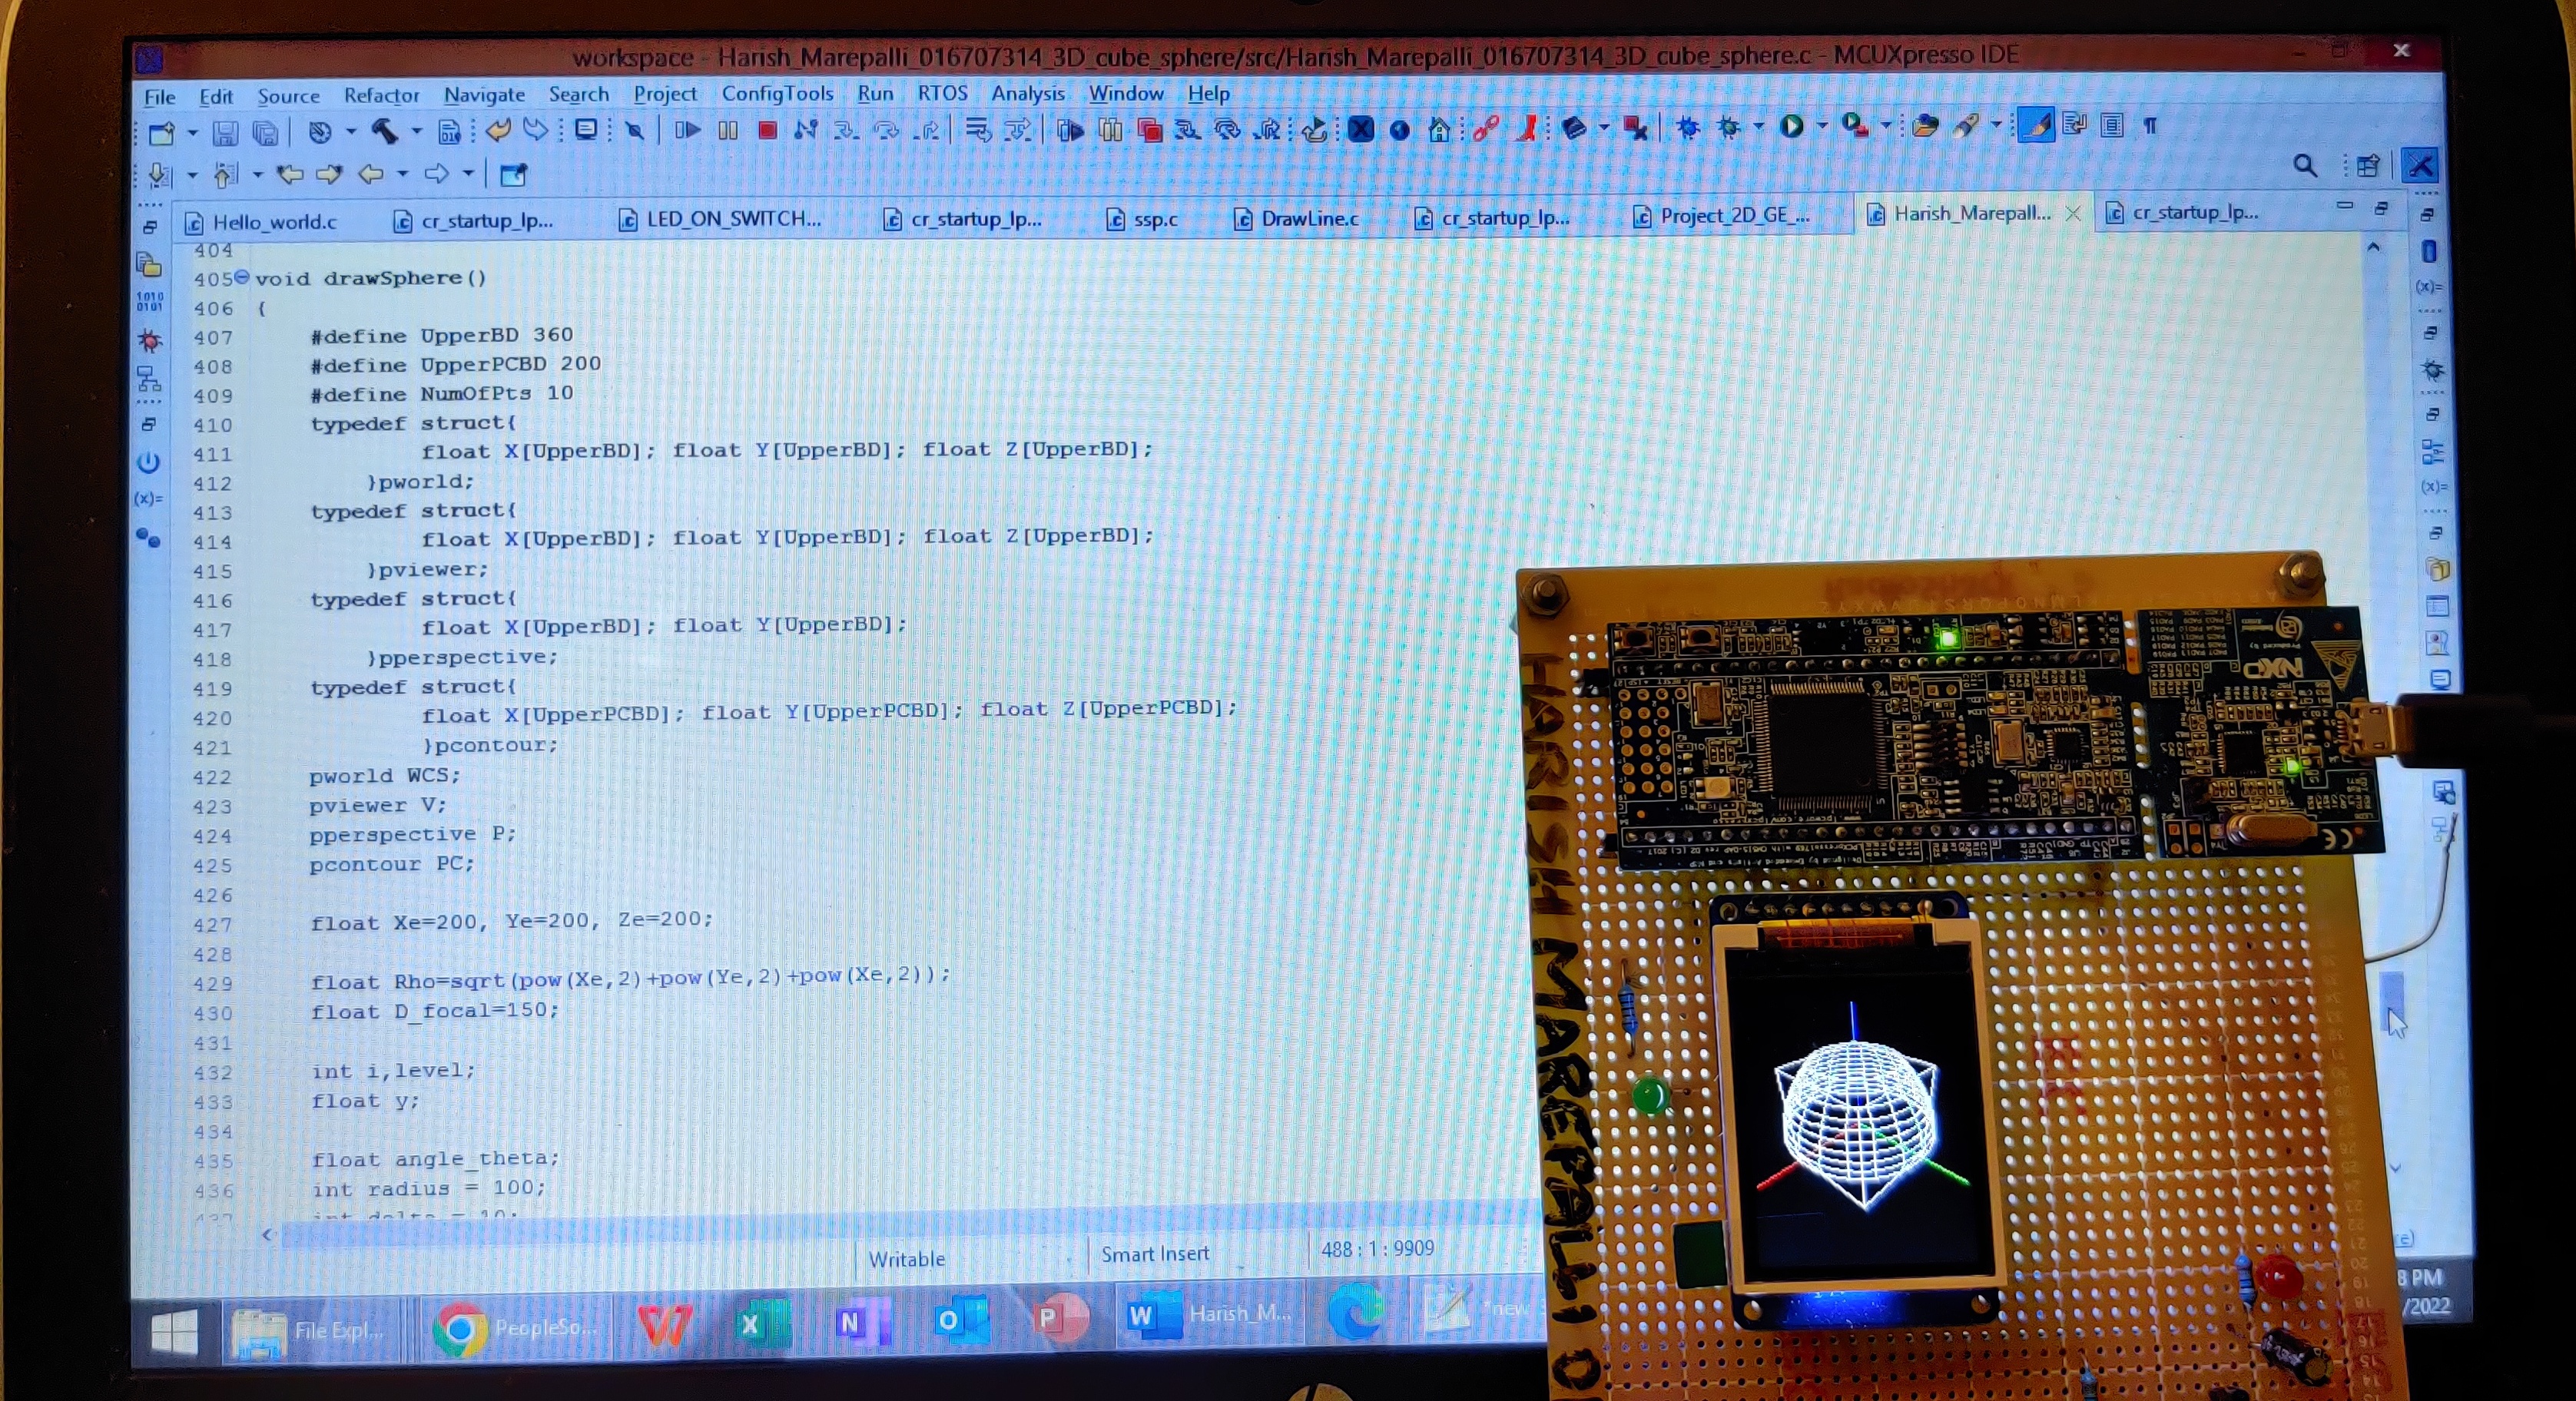 workspace - Harish_Marepalli_016707314_3D_cube_sphere/src/Harish_Marepalli_016707314_3D_cube_sphere.c - MCUXpresso IDE
File Edit Source Refactor Navigate Search Project ConfigTools Run RTOS Analysis Window Help
Hello_world.c cr_startup_lp... LED_ON_SWITCH... cr_startup_lp... ssp.c DrawLine.c cr_startup_lp... Project_2D_GE_... Harish_Marepall... cr_startup_lp...
404
405 void drawSphere()
406 {
407 #define UpperBD 360
408 #define UpperPCBD 200
409 #define NumOfPts 10
410 typedef struct{
411 float X[UpperBD]; float Y[UpperBD]; float Z[UpperBD];
412 }pworld;
413 typedef struct{
414 float X[UpperBD]; float Y[UpperBD]; float Z[UpperBD];
415 }pviewer;
416 typedef struct{
417 float X[UpperBD]; float Y[UpperBD];
418 }pperspective;
419 typedef struct{
420 float X[UpperPCBD]; float Y[UpperPCBD]; float Z[UpperPCBD];
421 }pcontour;
422 pworld WCS;
423 pviewer V;
424 pperspective P;
425 pcontour PC;
426
427 float Xe=200, Ye=200, Ze=200;
428
429 float Rho=sqrt(pow(Xe,2)+pow(Ye,2)+pow(Xe,2));
430 float D_focal=150;
431
432 int i,level;
433 float y;
434
435 float angle_theta;
436 int radius = 100;
437 int delta = 10;
Writable Smart Insert 488 : 1 : 9909
File Expl... PeopleSo... Harish_M... *new
8 PM
/2022
HARISH MAREPALLI
NXP